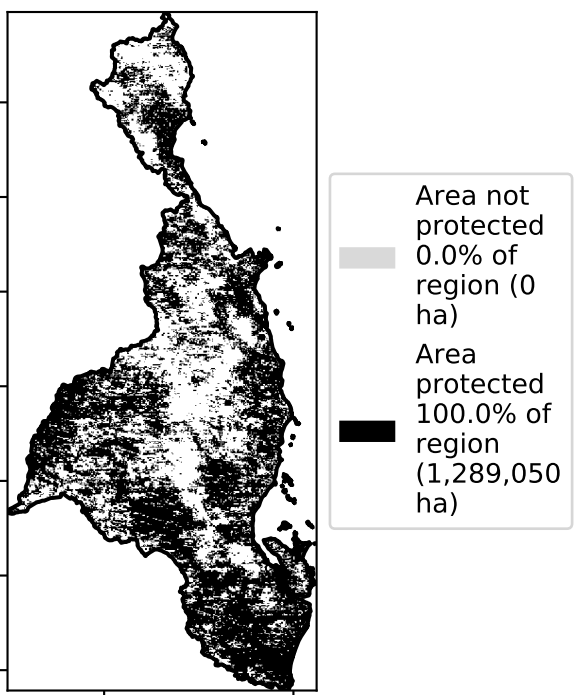 Area not
protected
0.0% of
region (0
ha)
Area
protected
100.0% of
region
(1,289,050
ha)